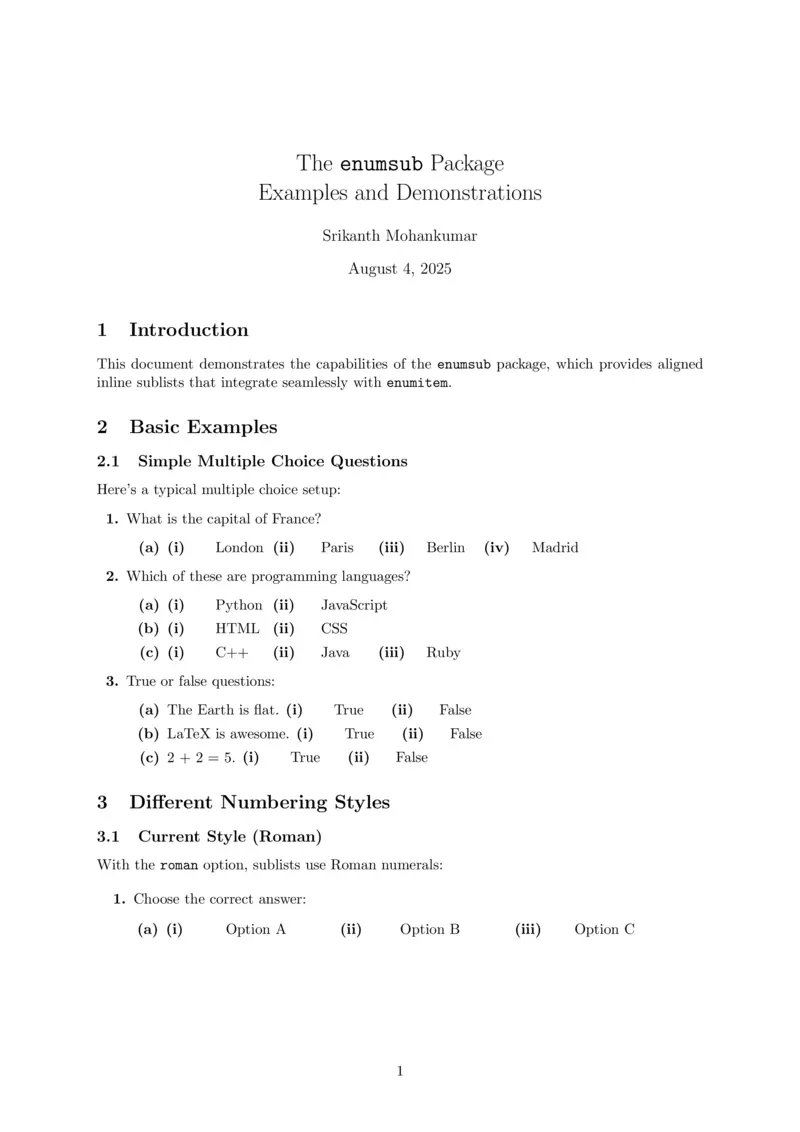 The enumsub Package
Examples and Demonstrations
Srikanth Mohankumar
August 4, 2025
1 Introduction
This document demonstrates the capabilities of the enumsub package, which provides aligned
inline sublists that integrate seamlessly with enumitem.
2 Basic Examples
2.1 Simple Multiple Choice Questions
Here's a typical multiple choice setup:
1. What is the capital of France?
(a) (i) London (ii) Paris (iii) Berlin (iv) Madrid
2. Which of these are programming languages?
(a) (i) Python (ii) JavaScript
(b) (i) HTML (ii) CSS
(c) (i) C++ (ii) Java (iii) Ruby
3. True or false questions:
(a) The Earth is flat. (i) True (ii) False
(b) LaTeX is awesome. (i) True (ii) False
(c) 2 + 2 = 5. (i) True (ii) False
3 Different Numbering Styles
3.1 Current Style (Roman)
With the roman option, sublists use Roman numerals:
1. Choose the correct answer:
(a) (i) Option A (ii) Option B (iii) Option C
1